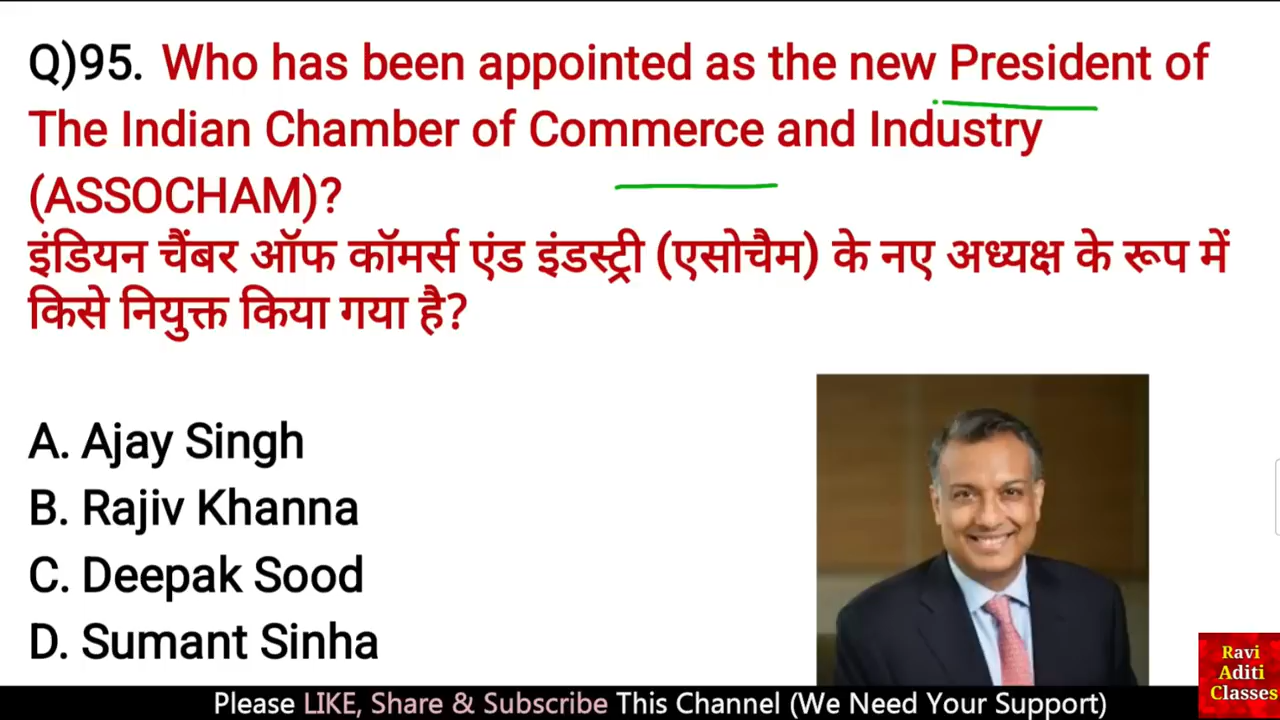 Q)95. Who has been appointed as the new President of
The Indian Chamber of Commerce and Industry
(ASSOCHAM)?
इंडियन चैंबर ऑफ कॉमर्स एंड इंडस्ट्री (एसोचैम) के नए अध्यक्ष के रूप में
किसे नियुक्त किया गया है?
A. Ajay Singh
B. Rajiv Khanna
C. Deepak Sood
D. Sumant Sinha
Ravi
Aditi
Classes
Please LIKE, Share & Subscribe This Channel (We Need Your Support)